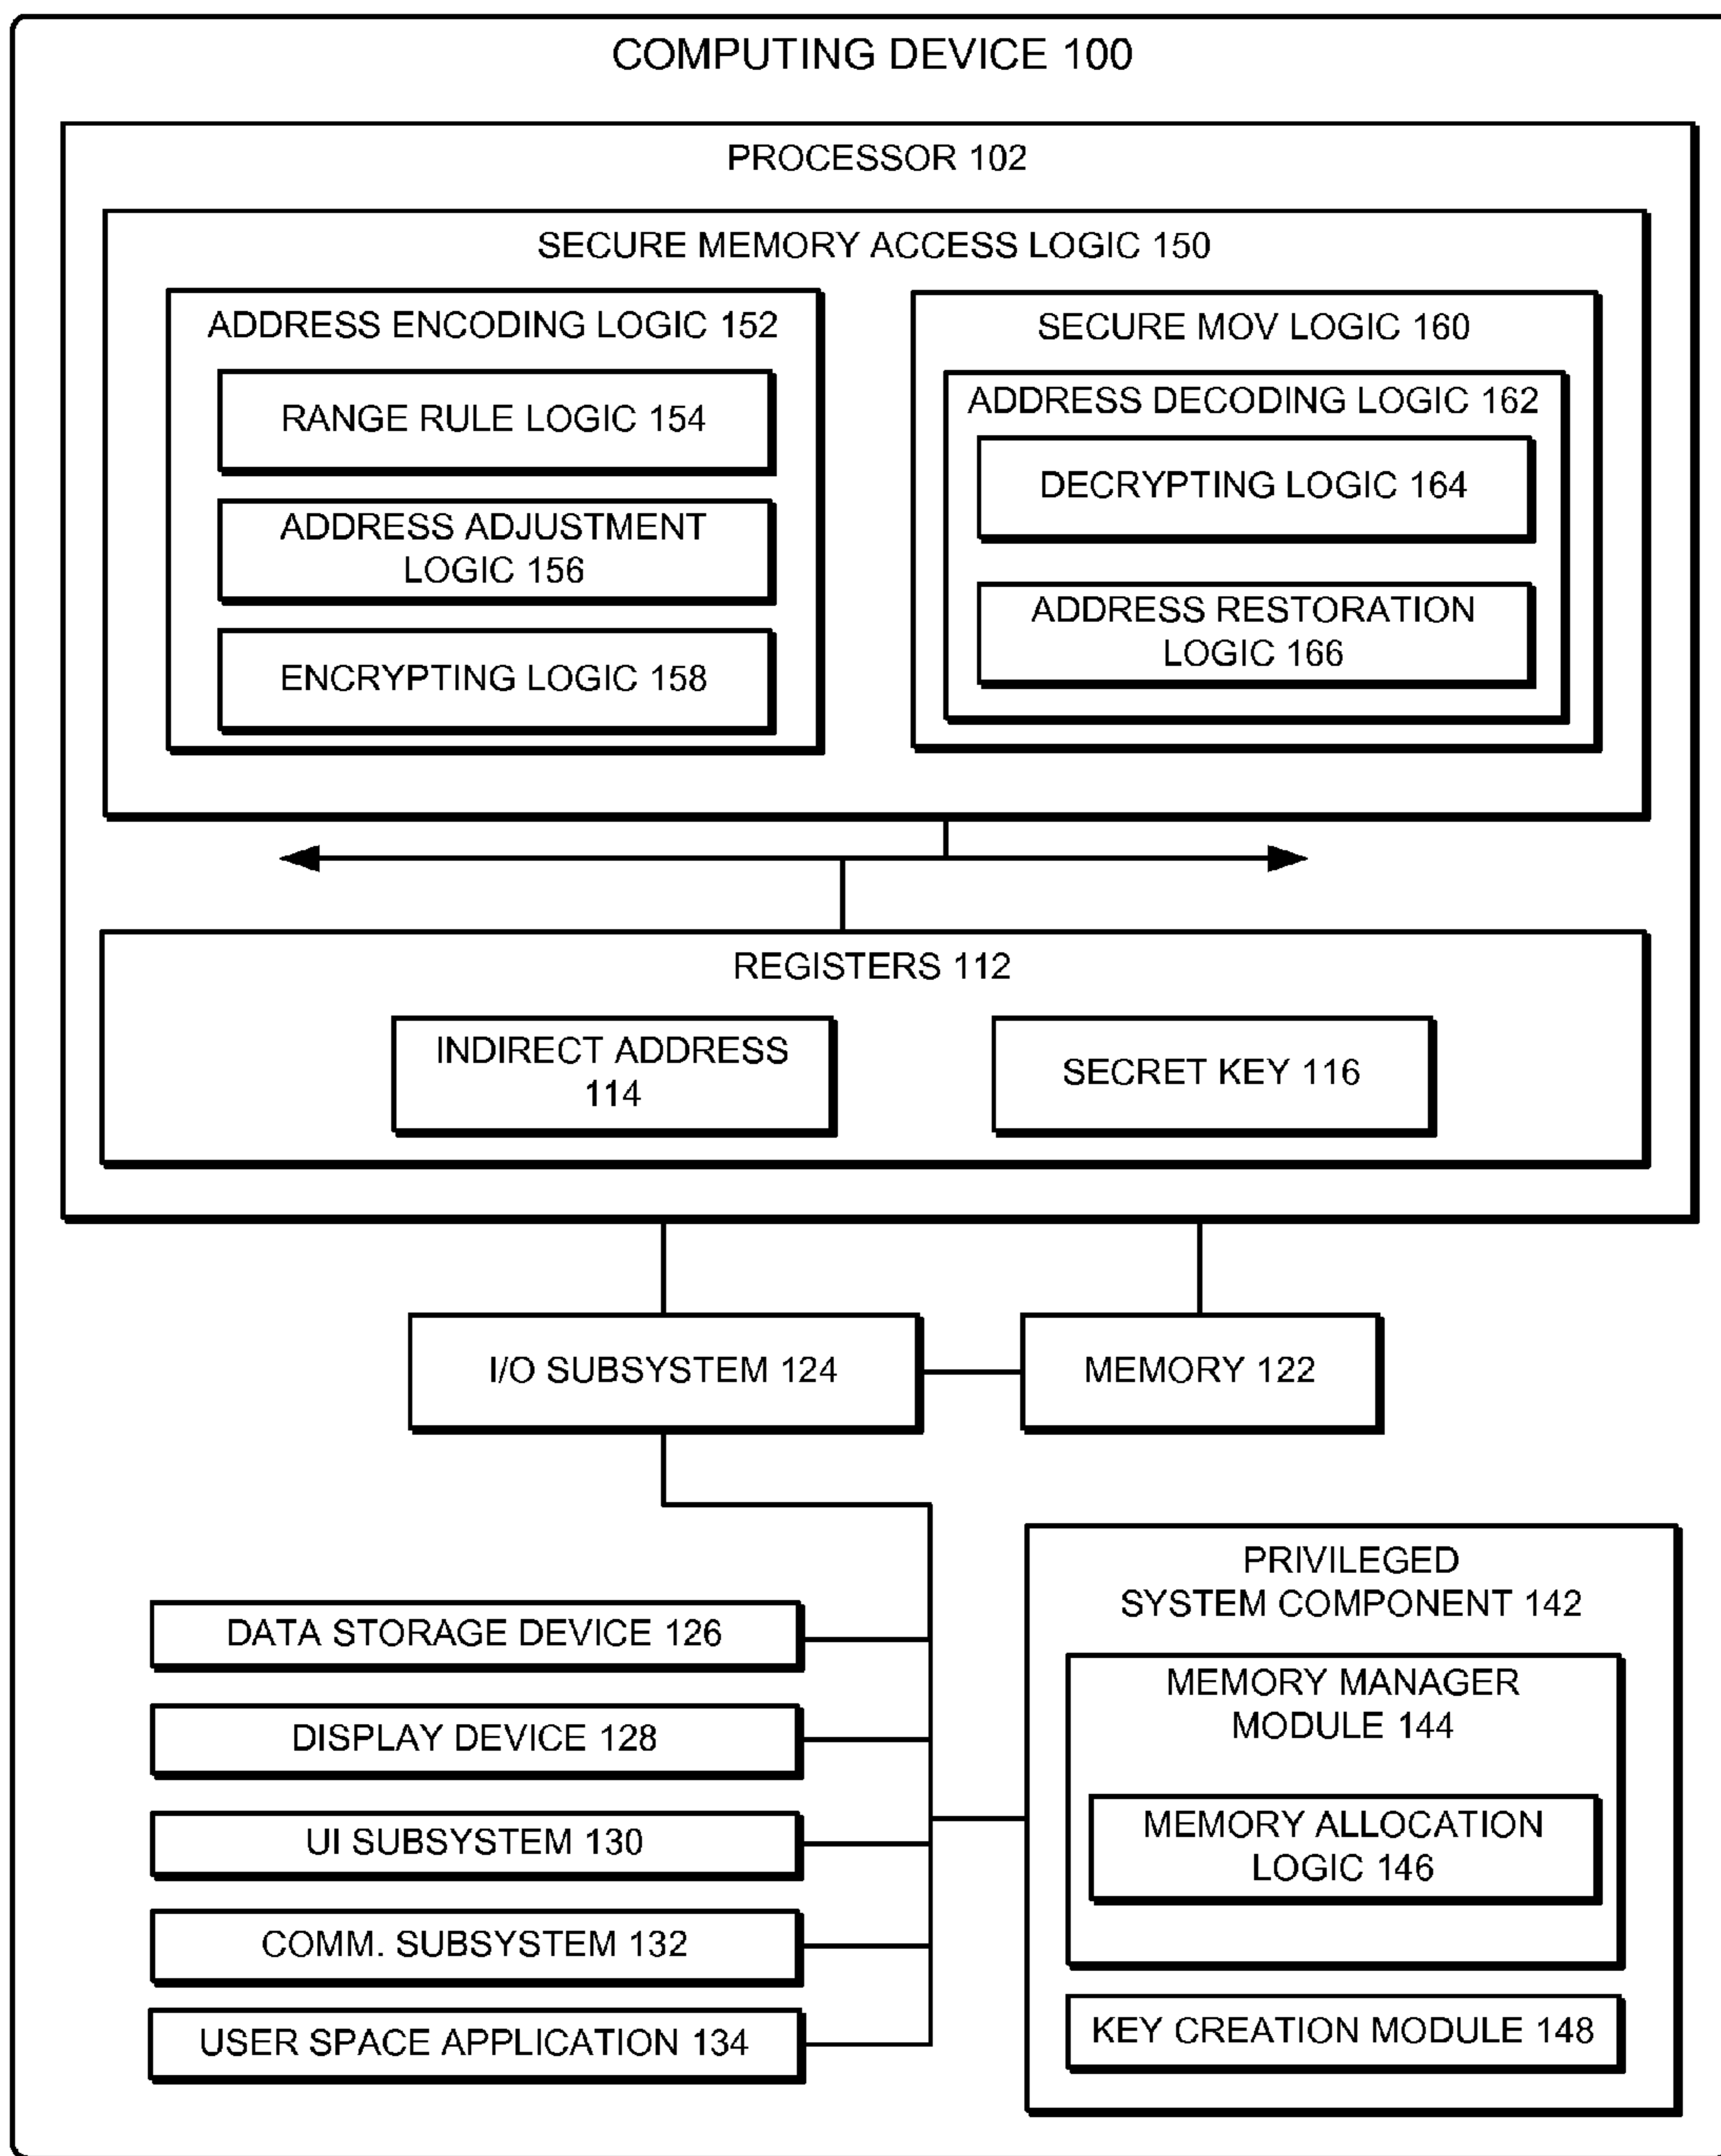 COMPUTING DEVICE 100
PROCESSOR 102
SECURE MEMORY ACCESS LOGIC 150
ADDRESS ENCODING LOGIC 152
RANGE RULE LOGIC 154
ADDRESS ADJUSTMENT
LOGIC 156
ENCRYPTING LOGIC 158
SECURE MOV LOGIC 160
ADDRESS DECODING LOGIC 162
DECRYPTING LOGIC 164
ADDRESS RESTORATION
LOGIC 166
REGISTERS 112
INDIRECT ADDRESS
114
SECRET KEY 116
I/O SUBSYSTEM 124
MEMORY 122
DATA STORAGE DEVICE 126
DISPLAY DEVICE 128
UI SUBSYSTEM 130
COMM. SUBSYSTEM 132
USER SPACE APPLICATION 134
PRIVILEGED
SYSTEM COMPONENT 142
MEMORY MANAGER
MODULE 144
MEMORY ALLOCATION
LOGIC 146
KEY CREATION MODULE 148